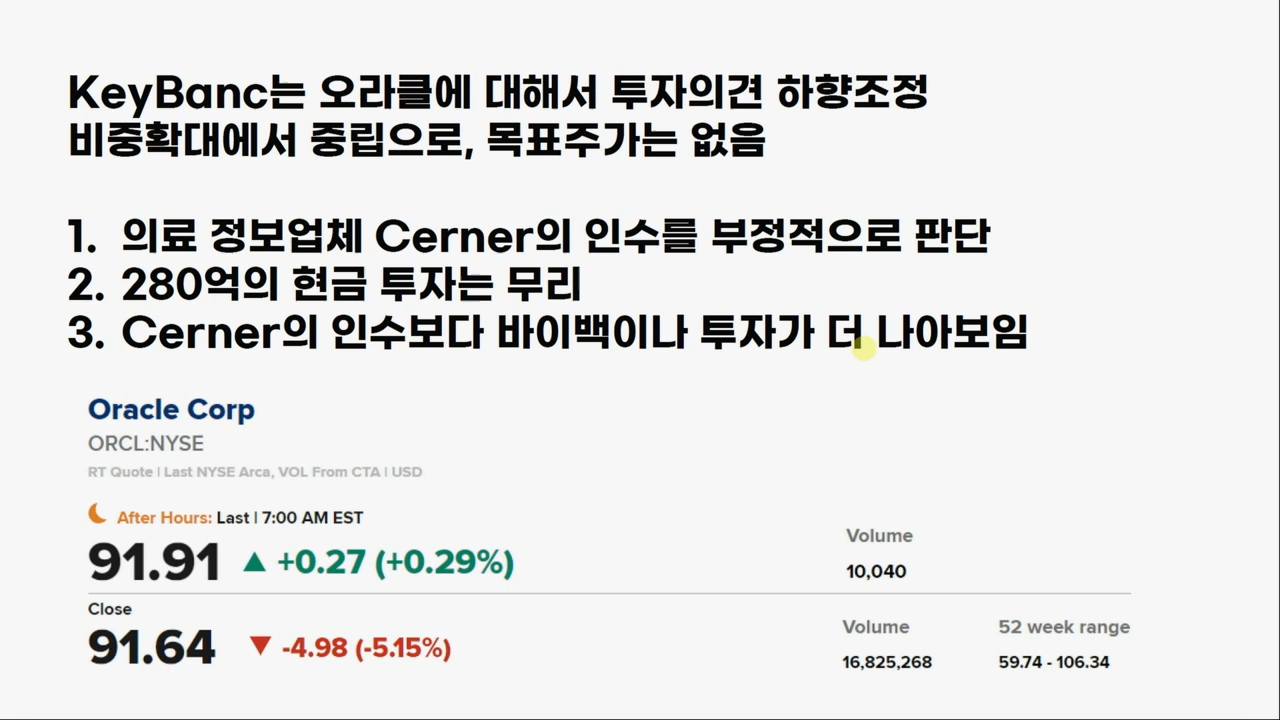 KeyBanc는 오라클에 대해서 투자의견 하향조정
비중확대에서 중립으로, 목표주가는 없음
1. 의료 정보업체 Cerner의 인수를 부정적으로 판단
2. 280억의 현금 투자는 무리
3. Cerner의 인수보다 바이백이나 투자가 더 나아보임
Oracle Corp
ORCL:NYSE
RT Quote | Last NYSE Arca, VOL From CTA | USD
After Hours: Last | 7:00 AM EST
91.91 ▲ +0.27 (+0.29%)
Volume
10,040
Close
91.64 ▼ -4.98 (-5.15%)
Volume 52 week range
16,825,268 59.74 - 106.34